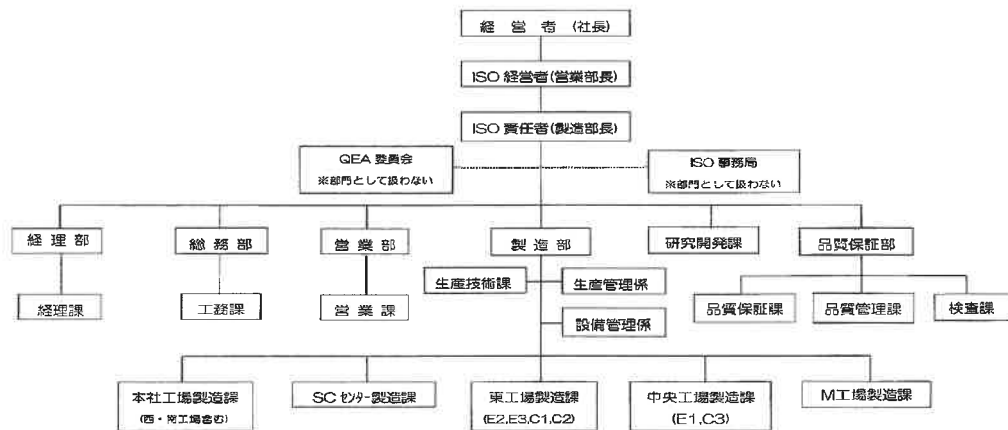 経 営 者 (社長)
ISO 経営者(営業部長)
ISO 責任者(製造部長)
QEA 委員会
※部門として扱わない
ISO 事務局
※部門として扱わない
経 理 部
総 務 部
営 業 部
製 造 部
研究開発課
品質保証部
生産技術課
生産管理係
経理課
工務課
営 業 課
設備管理係
品質保証課
品質管理課
検査課
本社工場製造課
(西・南工場含む)
SC センター製造課
東工場製造課
(E2,E3,C1,C2)
中央工場製造課
(E1,C3)
M工場製造課